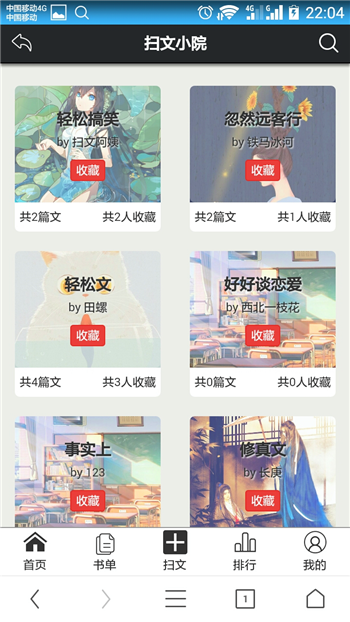 中国移动4G
中国移动
4G
G
22:04
扫文小院
轻松搞笑
by 扫文阿姨
收藏
共2篇文
共2人收藏
忽然远客行
by 铁马冰河
收藏
共2篇文
共1人收藏
轻松文
by 田螺
收藏
共4篇文
共3人收藏
好好谈恋爱
by 西北一枝花
收藏
共0篇文
共0人收藏
事实上
by 123
收藏
修真文
by 长庚
收藏
首页
书单
扫文
排行
我的
1